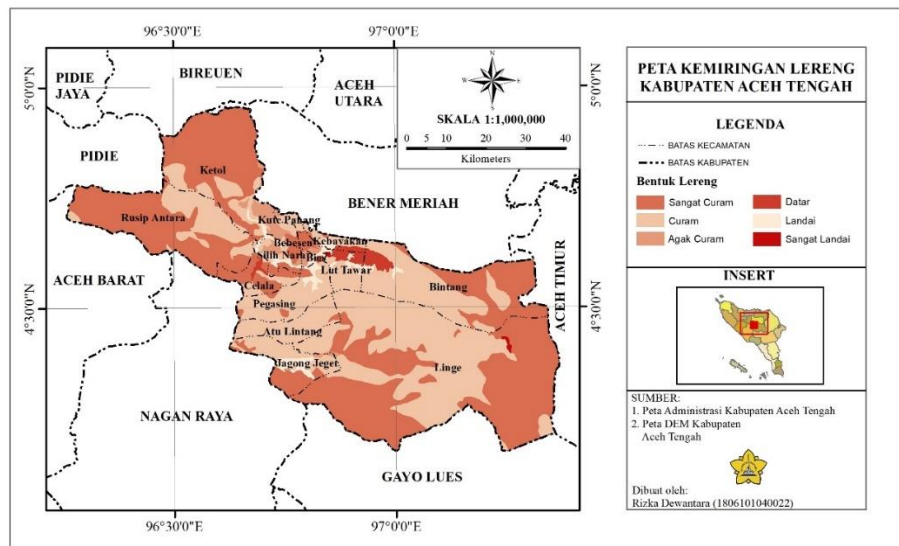 96°30'0"E
97°0'0"E
5°0'0"N
4°30'0"N
PIDIE
JAYA
BIREUEN
ACEH
UTARA
N
E
S
SKALA 1:1,000,000
0 5 10 20 30 40
Kilometers
PIDIE
Ketol
BENER MERIAH
Rusip Antara
Kute Panang
Bebesen
Kebayakan
Silih Nara
Bies
Lut Tawar
ACEH BARAT
Celala
Bintang
ACEH TIMUR
Pegasing
Atu Lintang
Jagong Jeget
Linge
NAGAN RAYA
GAYO LUES
5°0'0"N
4°30'0"N
96°30'0"E
97°0'0"E
PETA KEMIRINGAN LERENG
KABUPATEN ACEH TENGAH
LEGENDA
BATAS KECAMATAN
BATAS KABUPATEN
Bentuk Lereng
Sangat Curam
Datar
Curam
Landai
Agak Curam
Sangat Landai
INSERT
SUMBER:
1. Peta Administrasi Kabupaten Aceh Tengah
2. Peta DEM Kabupaten
Aceh Tengah
Dibuat oleh:
Rizka Dewantara (1806101040022)